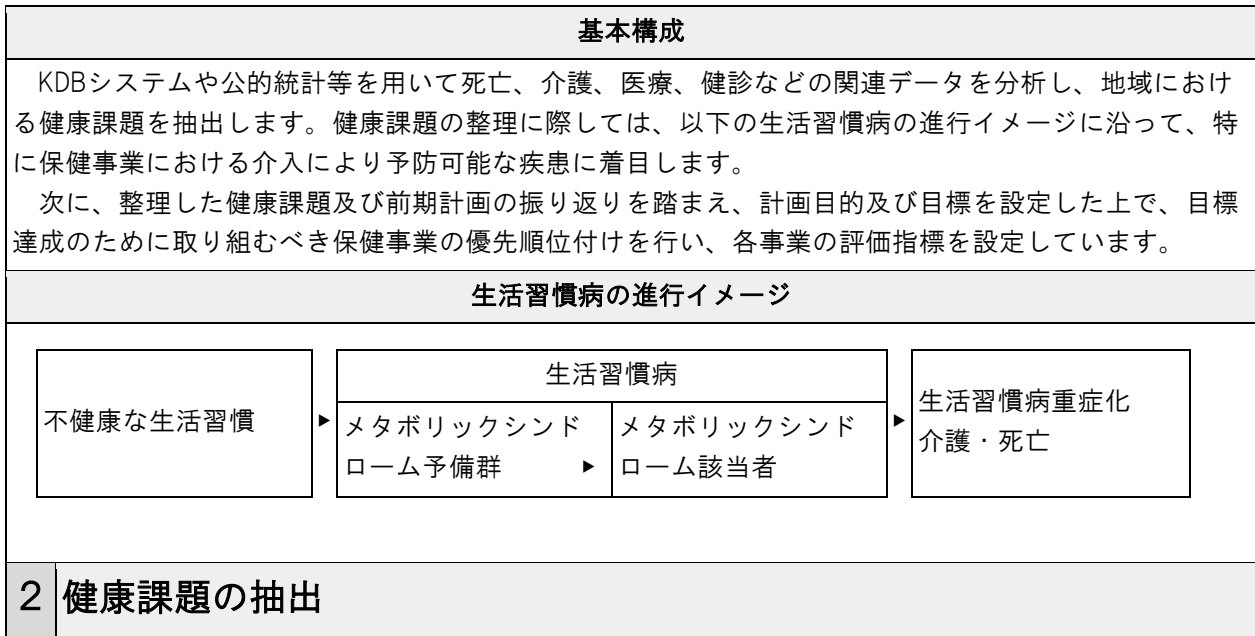 基本構成
KDBシステムや公的統計等を用いて死亡、介護、医療、健診などの関連データを分析し、地域におけ
る健康課題を抽出します。健康課題の整理に際しては、以下の生活習慣病の進行イメージに沿って、特
に保健事業における介入により予防可能な疾患に着目します。
次に、整理した健康課題及び前期計画の振り返りを踏まえ、計画目的及び目標を設定した上で、目標
達成のために取り組むべき保健事業の優先順位付けを行い、各事業の評価指標を設定しています。
生活習慣病の進行イメージ
不健康な生活習慣
▶
生活習慣病
メタボリックシンド
ローム予備群 ▶
メタボリックシンド
ローム該当者
▶
生活習慣病重症化
介護・死亡
2 健康課題の抽出